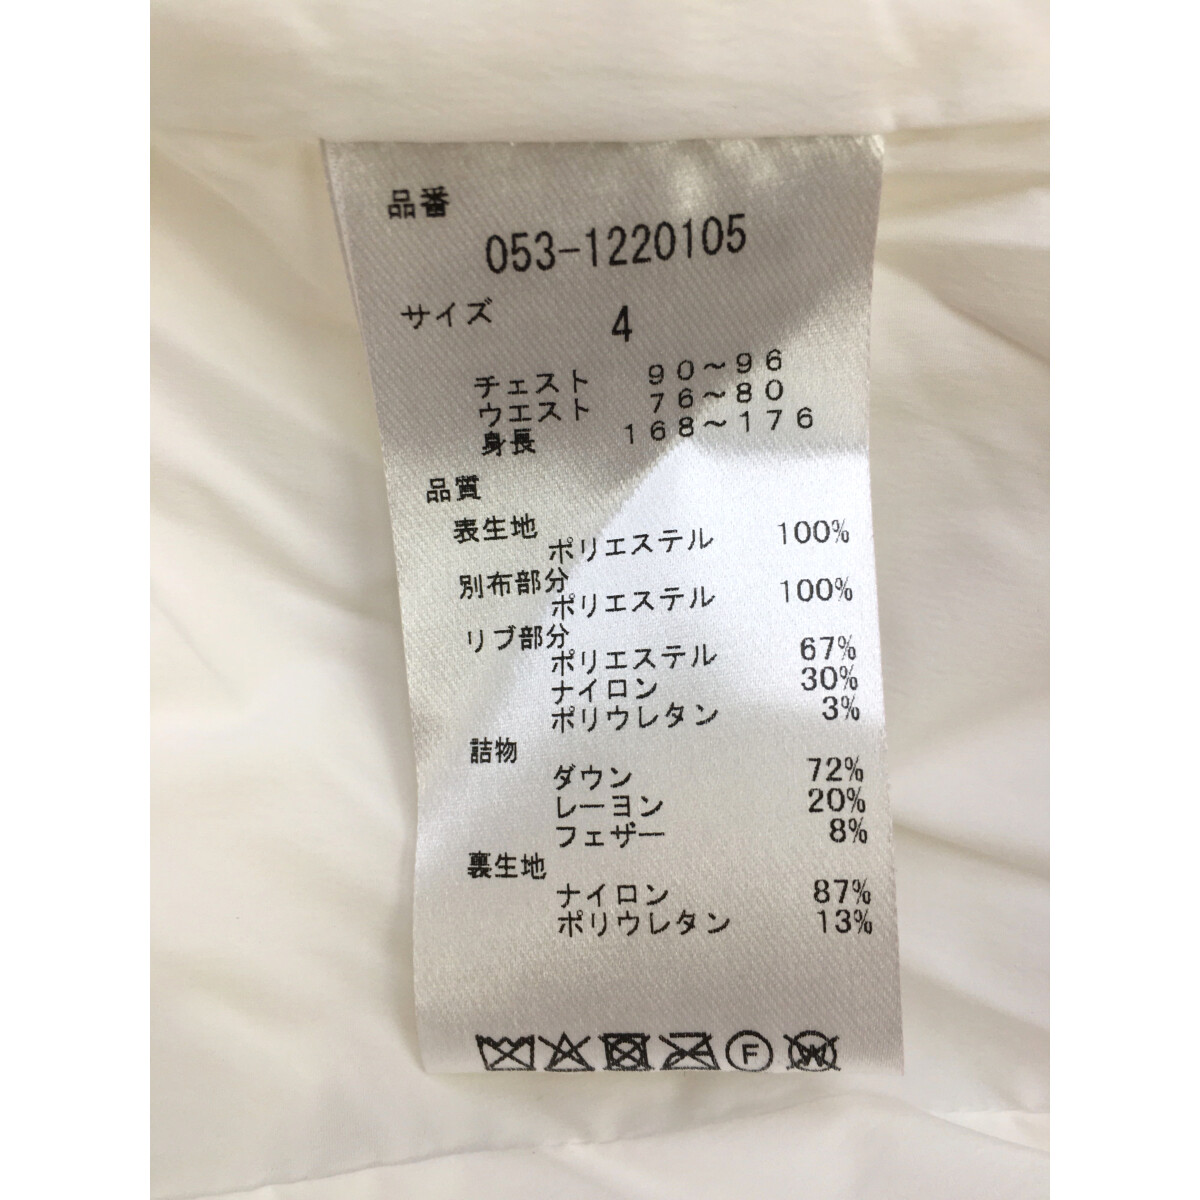 品番
053-1220105
サイズ 4
チェスト 90〜96
ウエスト 76〜80
身長 168〜176
品質
表生地
ポリエステル 100%
別布部分
ポリエステル 100%
リブ部分
ポリエステル 67%
ナイロン 30%
ポリウレタン 3%
詰物
ダウン 72%
レーヨン 20%
フェザー 8%
裏生地
ナイロン 87%
ポリウレタン 13%
F W